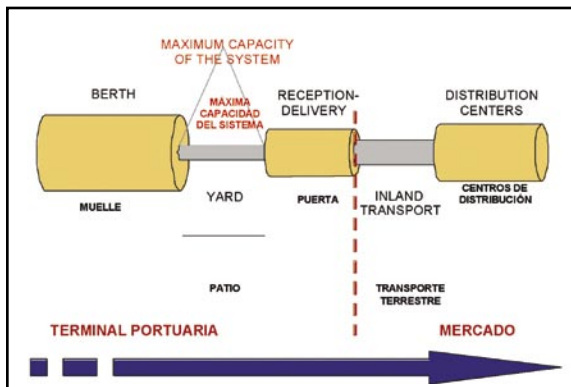 MAXIMUM CAPACITY
OF THE SYSTEM
BERTH
MÁXIMA
CAPACIDAD
DEL SISTEMA
RECEPTION-
DELIVERY
DISTRIBUTION
CENTERS
MUELLE
YARD
PUERTA
INLAND
TRANSPORT
CENTROS DE
DISTRIBUCIÓN
PATIO
TRANSPORTE
TERRESTRE
TERMINAL PORTUARIA
MERCADO